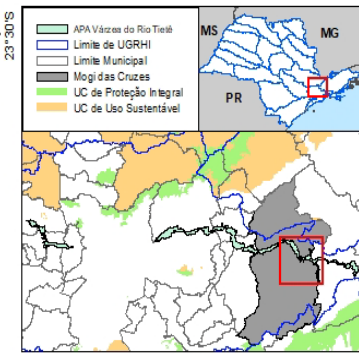 23°30'S
APA Várzea do Rio Tietê
Limite de UGRHI
Limite Municipal
Mogi das Cruzes
UC de Proteção Integral
UC de Uso Sustentável
MS
MG
PR